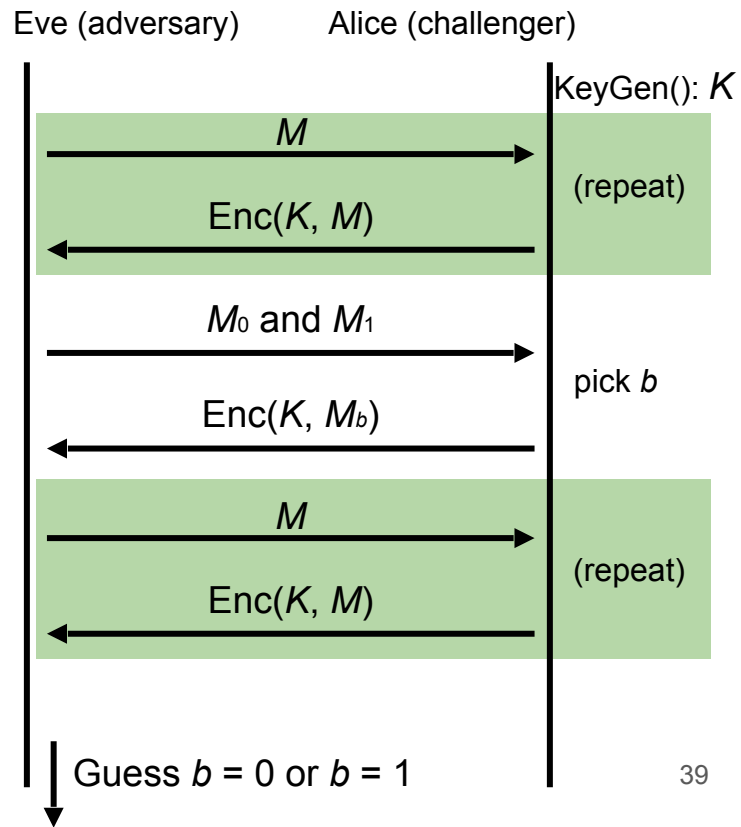 Eve (adversary) Alice (challenger)
KeyGen(): K
M
(repeat)
Enc(K, M)
M₀ and M₁
pick b
Enc(K, M_b)
M
(repeat)
Enc(K, M)
Guess b = 0 or b = 1
39